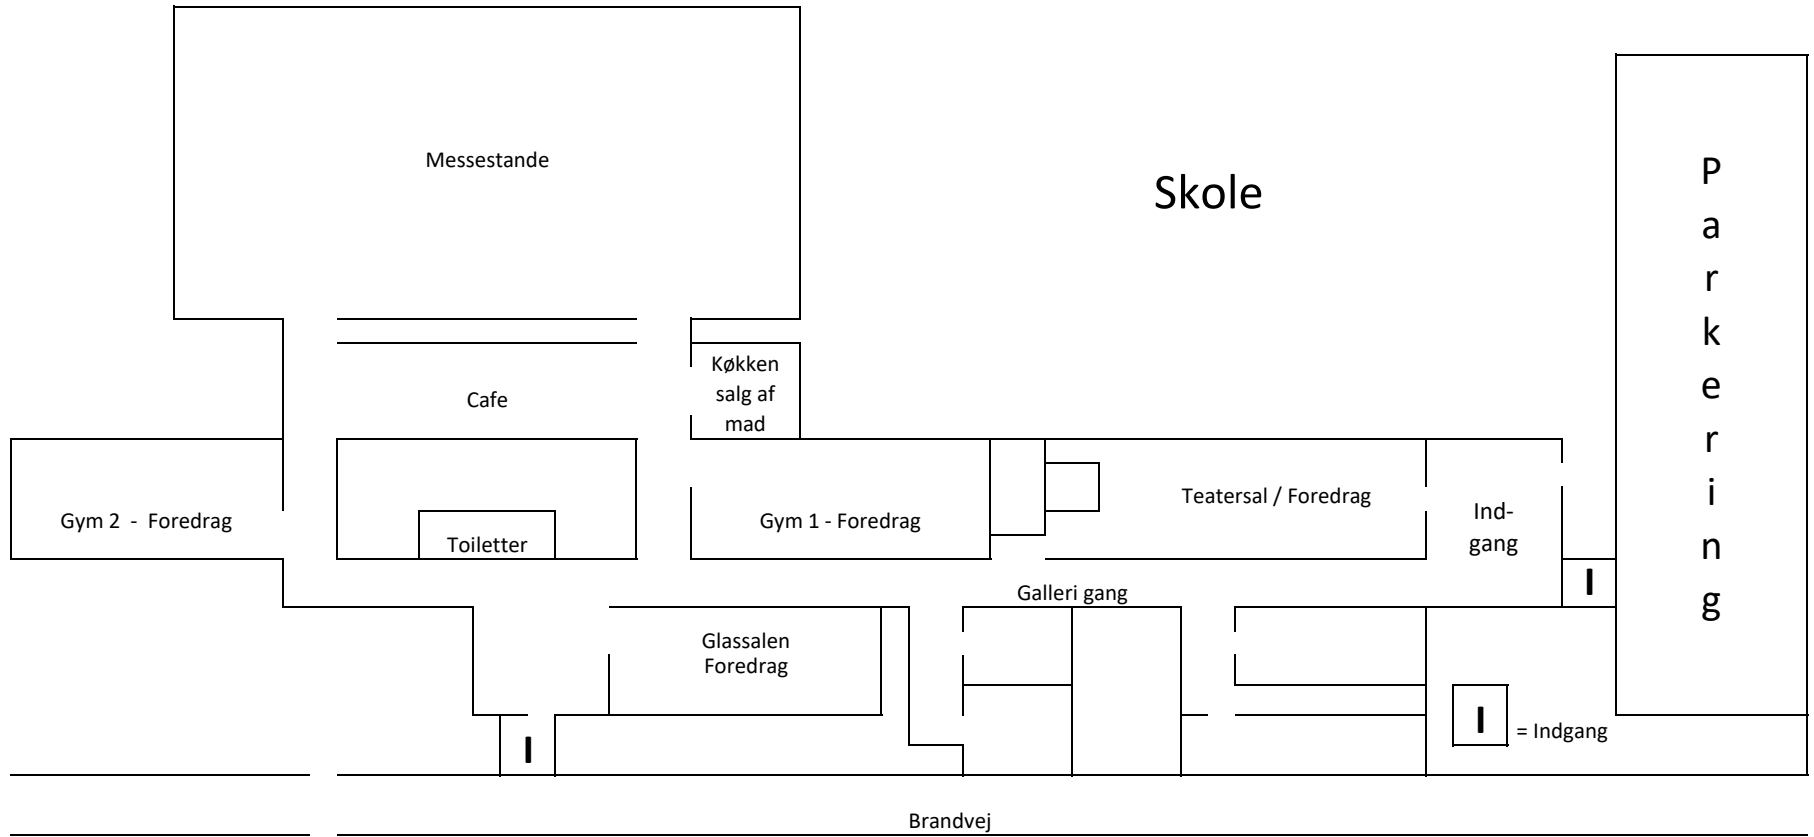 Messestande
Skole
P
a
r
k
e
r
i
n
g
Køkken
salg af
mad
Cafe
Gym 2 - Foredrag
Toiletter
Gym 1 - Foredrag
Teatersal / Foredrag
Ind-
gang
I
Galleri gang
Glassalen
Foredrag
I
I = Indgang
Brandvej